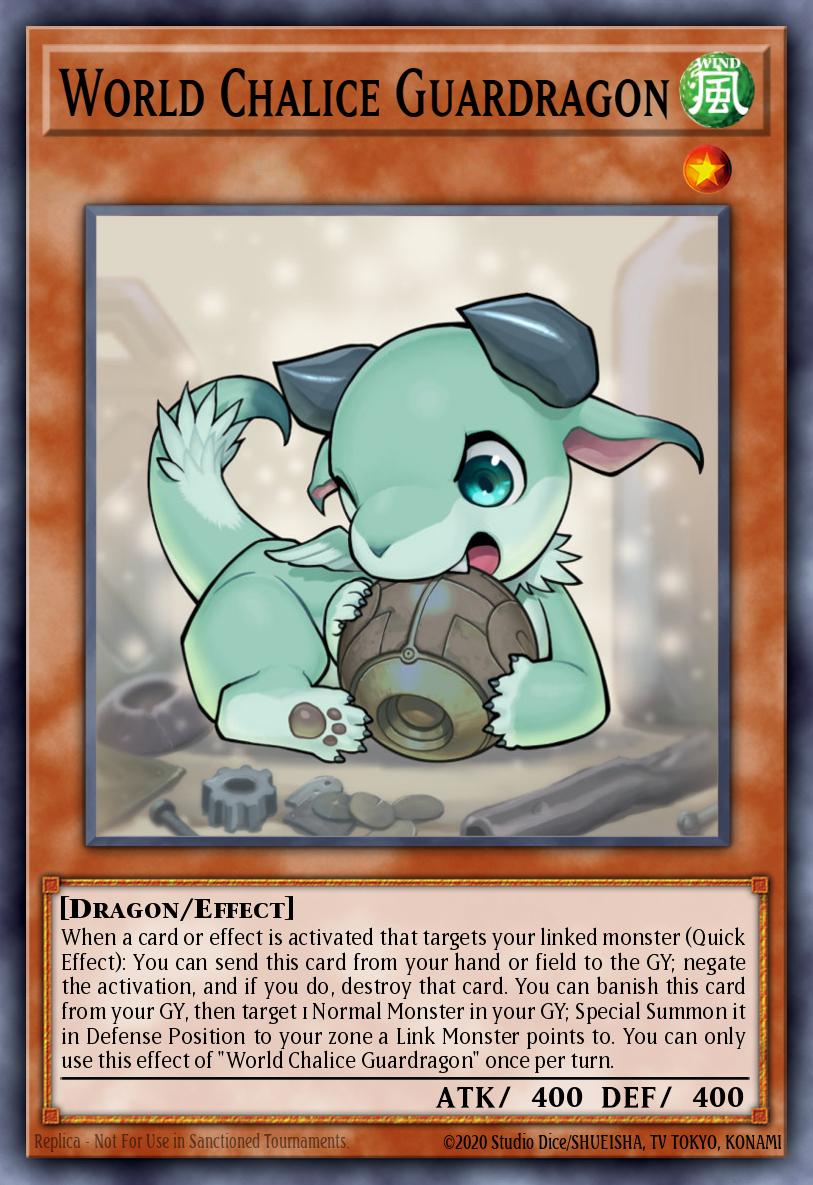 World Chalice Guardragon
WIND
風
[Dragon/Effect]
When a card or effect is activated that targets your linked monster (Quick
Effect): You can send this card from your hand or field to the GY; negate
the activation, and if you do, destroy that card. You can banish this card
from your GY, then target 1 Normal Monster in your GY; Special Summon it
in Defense Position to your zone a Link Monster points to. You can only
use this effect of "World Chalice Guardragon" once per turn.
ATK/ 400 DEF/ 400
Replica - Not For Use in Sanctioned Tournaments.
©2020 Studio Dice/SHUEISHA, TV TOKYO, KONAMI